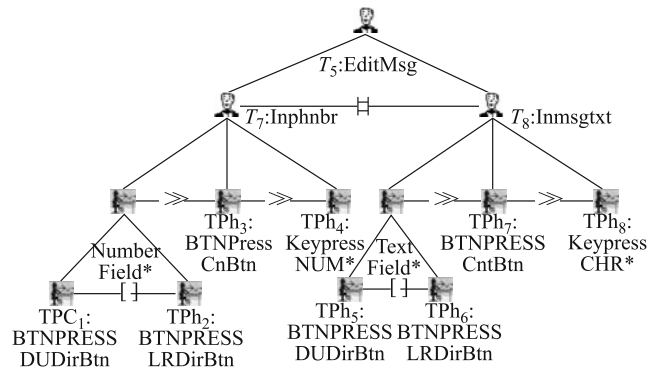 T5:EditMsg
T7:Inphnbr
T8:Inmsgtxt
TPh3:
BTNPress
CnBtn
TPh4:
Keypress
NUM*
TPh7:
BTNPRESS
CntBtn
TPh8:
Keypress
CHR*
Number
Field*
Text
Field*
TPC1:
BTNPRESS
DUDirBtn
TPh2:
BTNPRESS
LRDirBtn
TPh5:
BTNPRESS
DUDirBtn
TPh6:
BTNPRESS
LRDirBtn